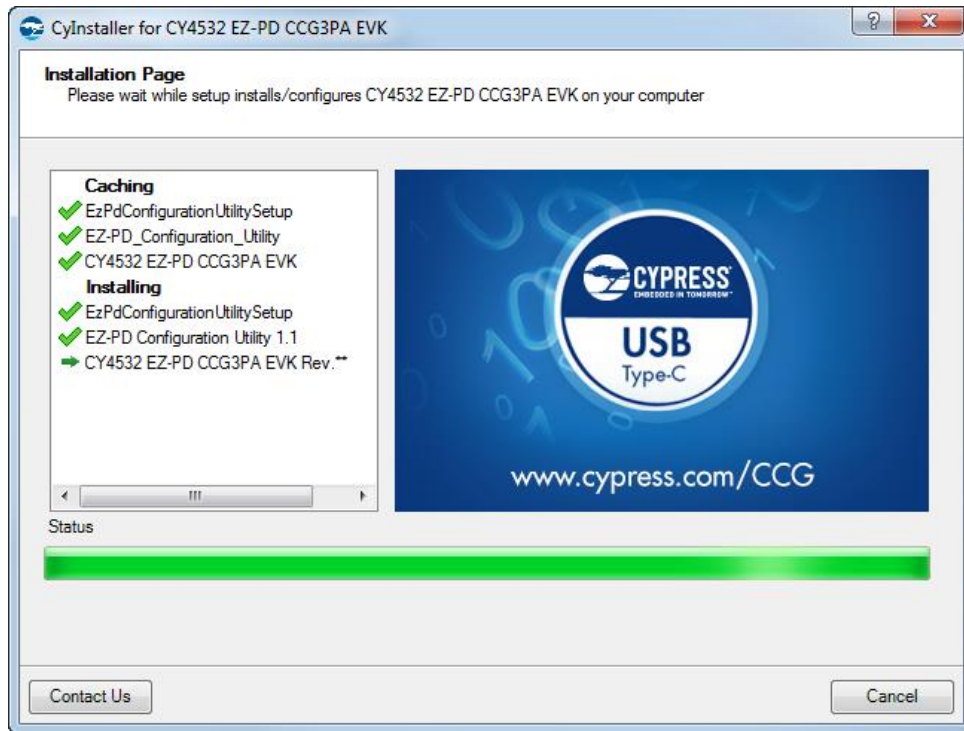 CyInstaller for CY4532 EZ-PD CCG3PA EVK
Installation Page
Please wait while setup installs/configures CY4532 EZ-PD CCG3PA EVK on your computer
Caching
EzPdConfigurationUtilitySetup
EZ-PD_Configuration_Utility
CY4532 EZ-PD CCG3PA EVK
Installing
EzPdConfigurationUtilitySetup
EZ-PD Configuration Utility 1.1
CY4532 EZ-PD CCG3PA EVK Rev.**
CYPRESS
EMBEDDED IN TOMORROW™
USB
Type-C
www.cypress.com/CCG
Status
Contact Us
Cancel